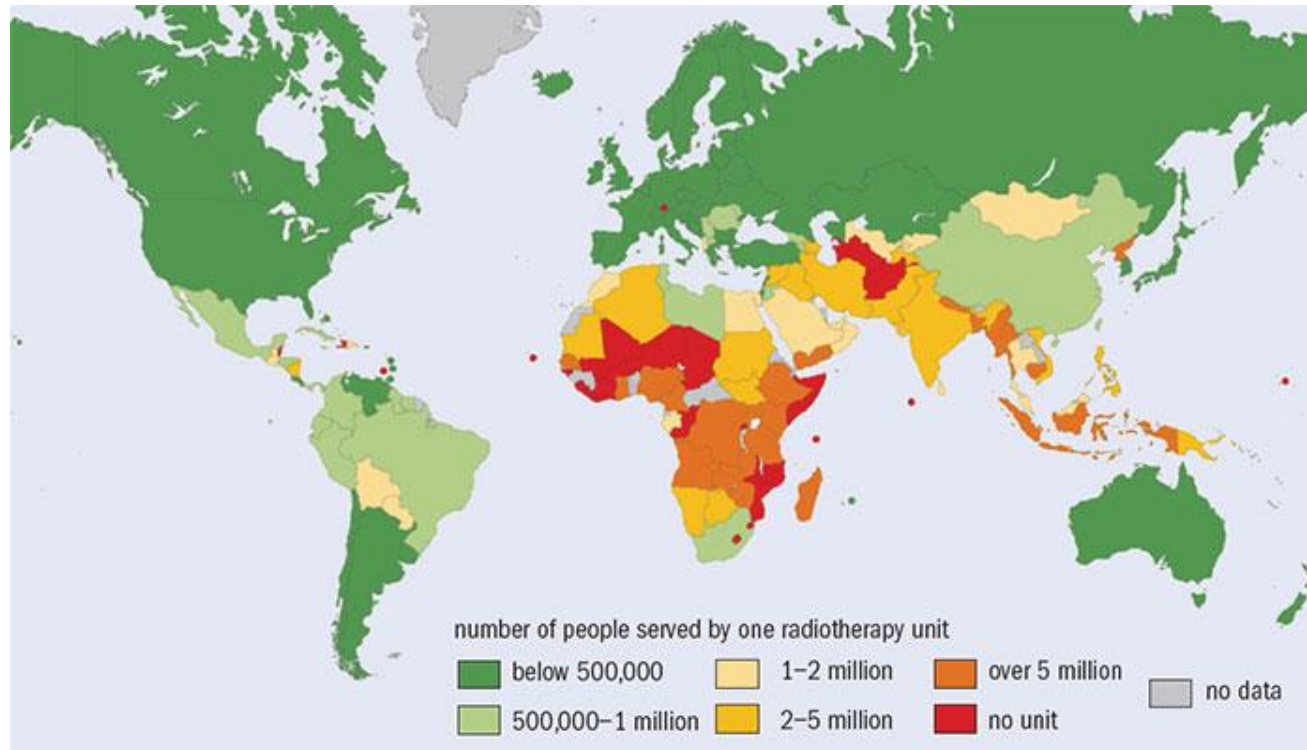 number of people served by one radiotherapy unit
below 500,000
500,000–1 million
1–2 million
2–5 million
over 5 million
no unit
no data